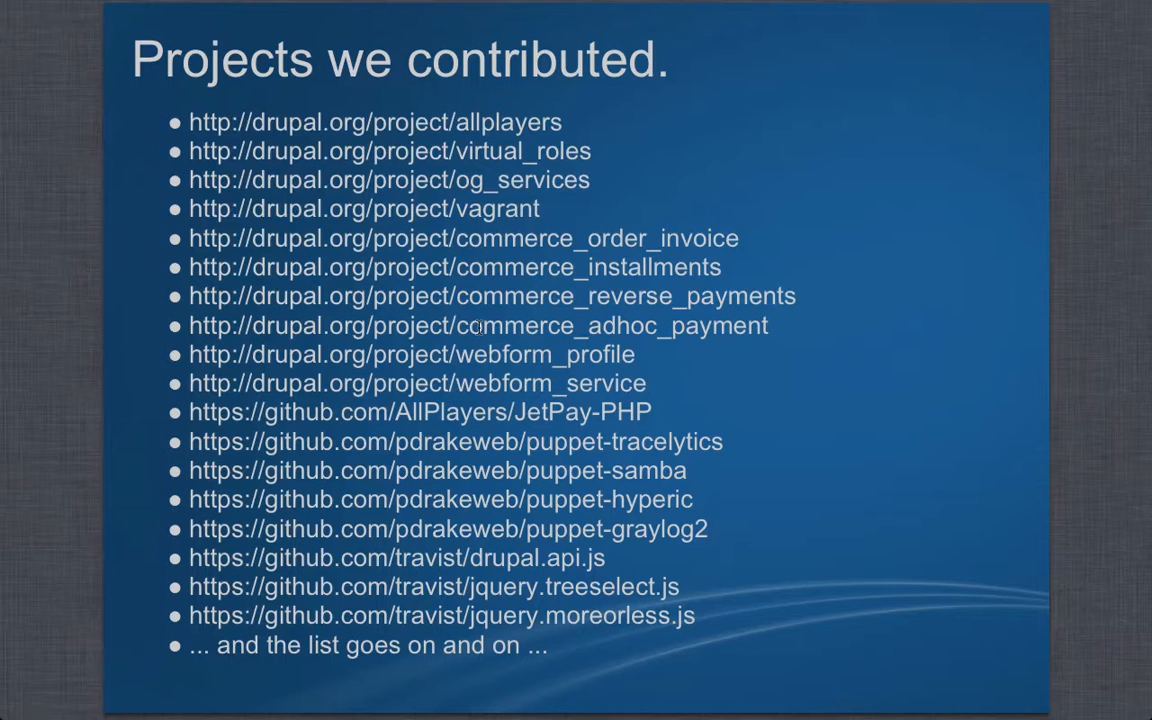 Projects we contributed.
● http://drupal.org/project/allplayers
● http://drupal.org/project/virtual_roles
● http://drupal.org/project/og_services
● http://drupal.org/project/vagrant
● http://drupal.org/project/commerce_order_invoice
● http://drupal.org/project/commerce_installments
● http://drupal.org/project/commerce_reverse_payments
● http://drupal.org/project/commerce_adhoc_payment
● http://drupal.org/project/webform_profile
● http://drupal.org/project/webform_service
● https://github.com/AllPlayers/JetPay-PHP
● https://github.com/pdrakeweb/puppet-tracelytics
● https://github.com/pdrakeweb/puppet-samba
● https://github.com/pdrakeweb/puppet-hyperic
● https://github.com/pdrakeweb/puppet-graylog2
● https://github.com/travist/drupal.api.js
● https://github.com/travist/jquery.treeselect.js
● https://github.com/travist/jquery.moreorless.js
● ... and the list goes on and on ...